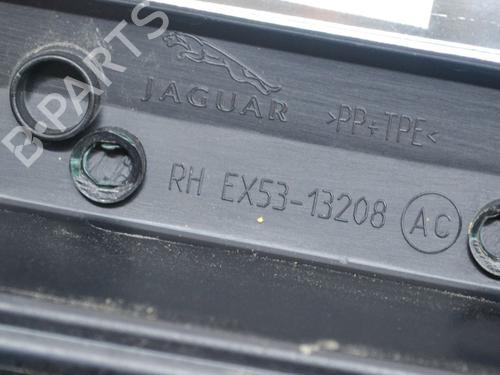 B-PARTS
JAGUAR
>PP+TPE<
RH EX53-13208 AC